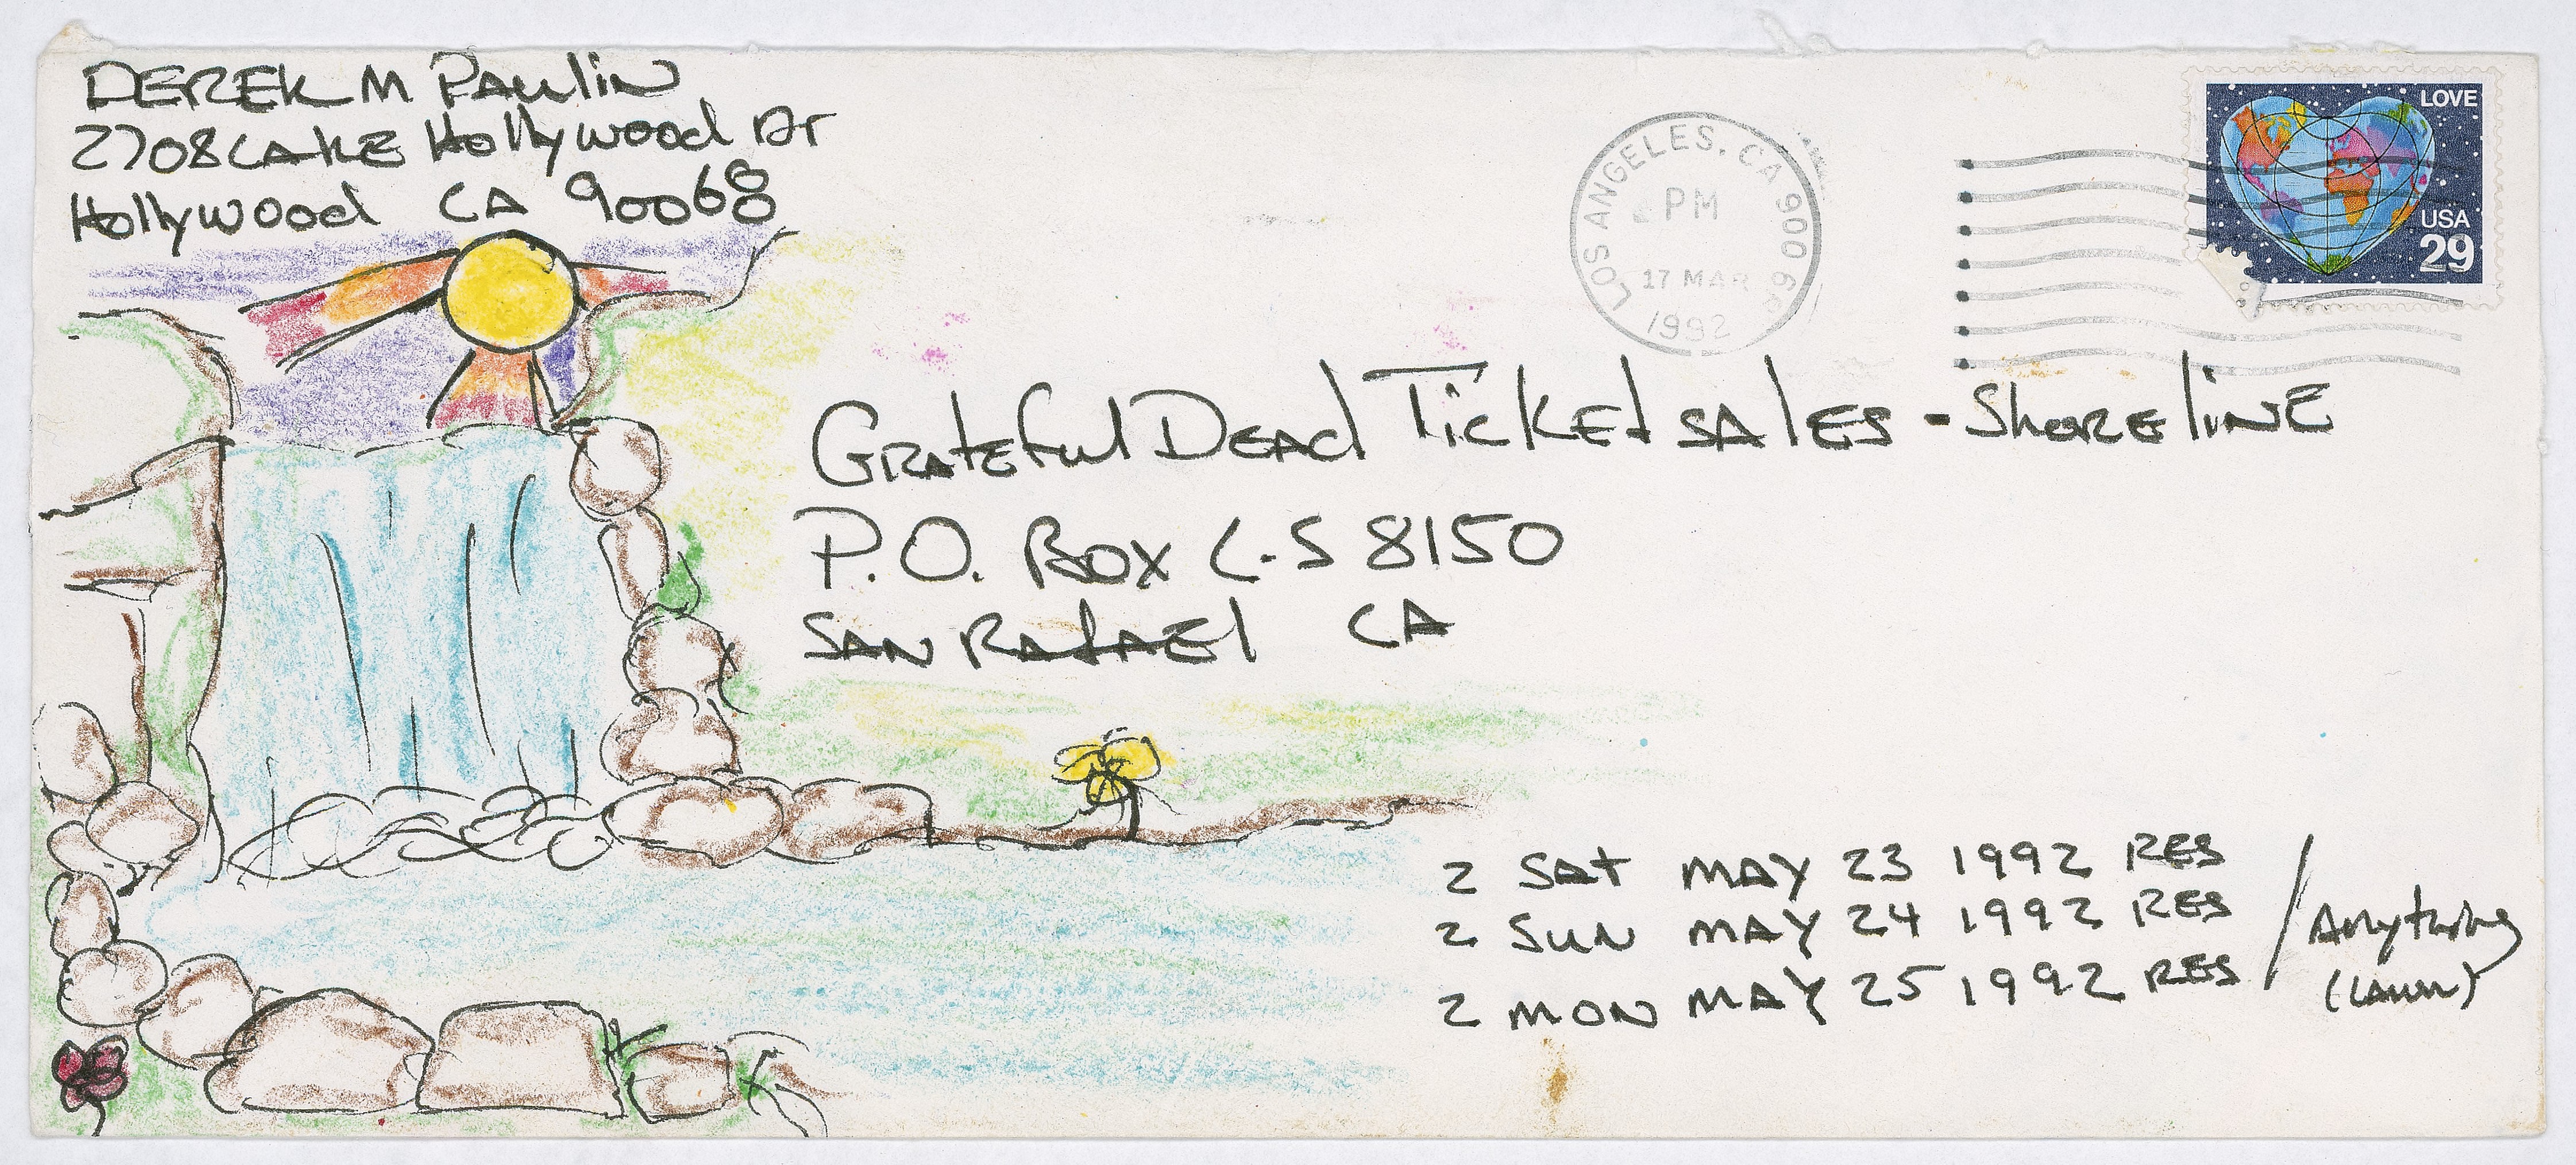 DEREK M PAULIN
2708 LAKE Hollywood Dr
Hollywood CA 90068
LOS ANGELES, CA 900
PM
17 MAR
1992
LOVE
USA
29
GRATEFUL DEAD TICKET SALES - SHORELINE
P.O. BOX C-S 8150
SAN RAFAEL CA
2 SAT MAY 23 1992 RES
2 SUN MAY 24 1992 RES
2 MON MAY 25 1992 RES
/ Anything
(LAWN)